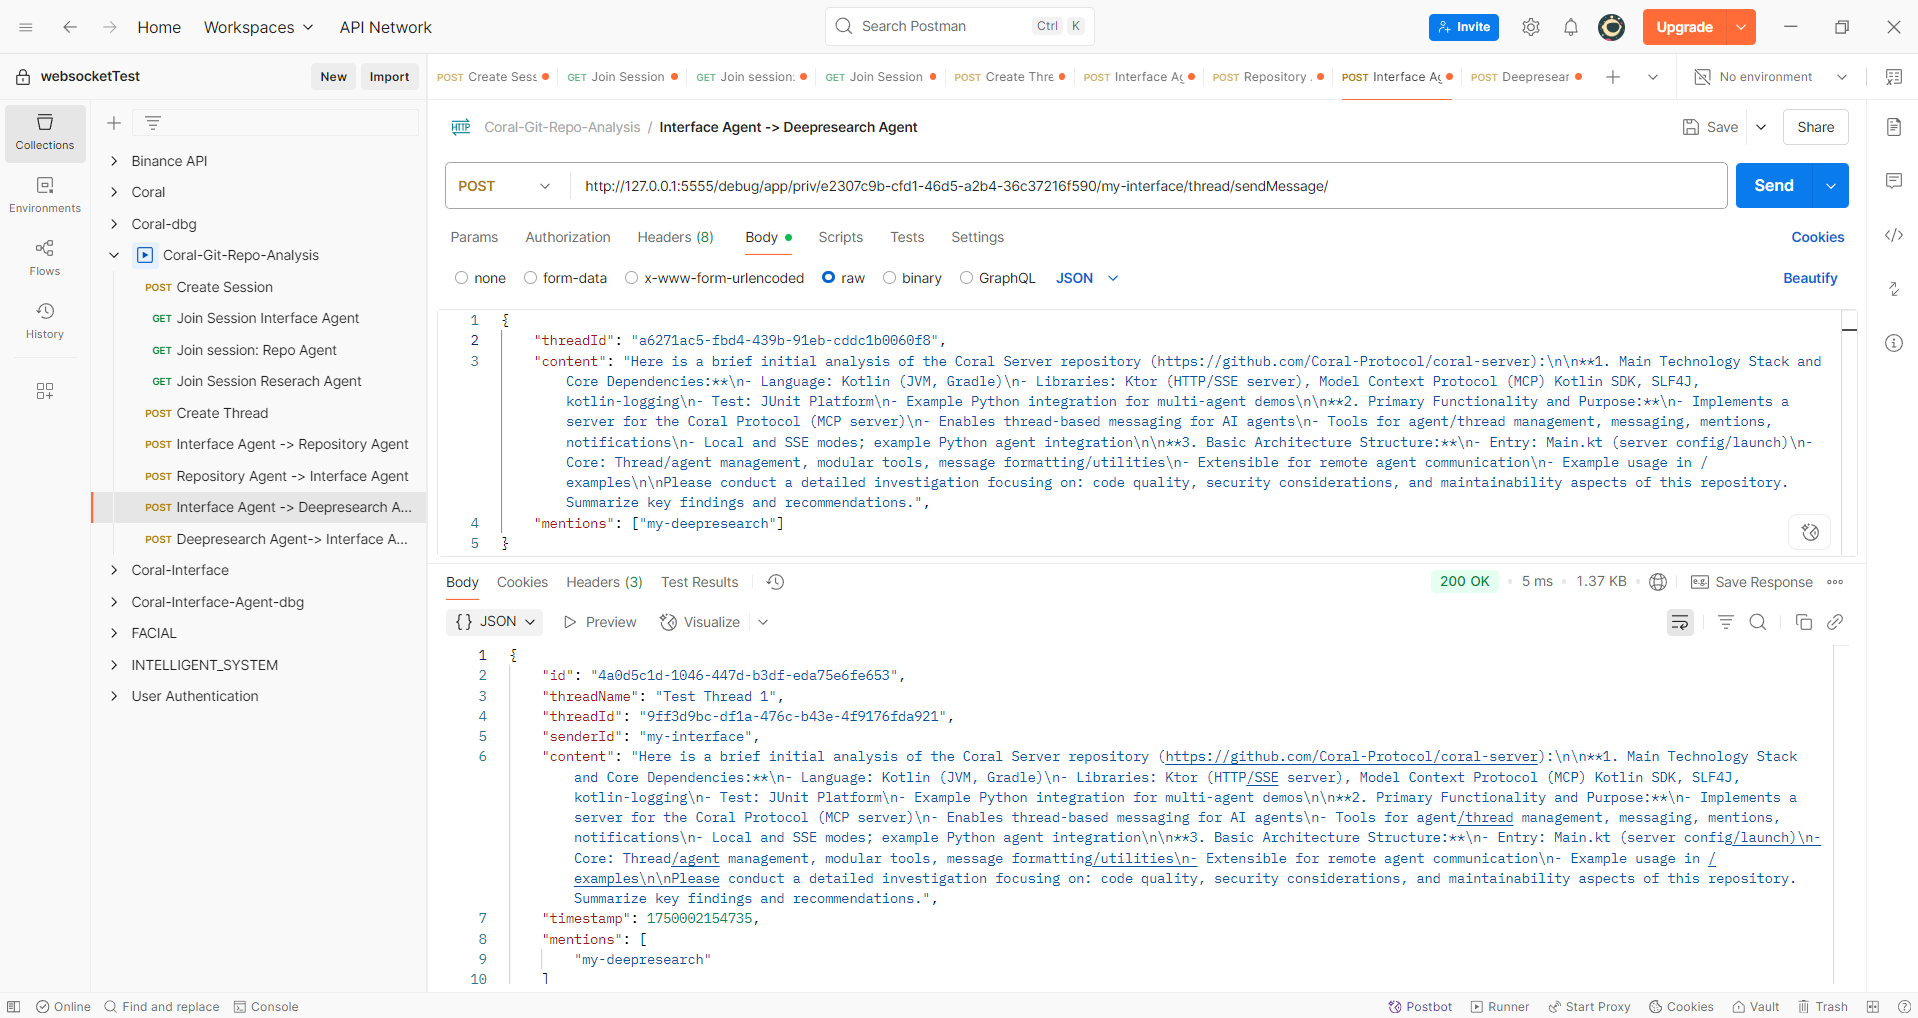 Home
Workspaces
API Network
Search Postman
Ctrl
K
Invite
Upgrade
websocketTest
New
Import
POST Create Sess
GET Join Session
GET Join session:
GET Join Session
POST Create Thre
POST Interface Ag
POST Repository
POST Interface Ag
POST Deepresear
No environment
Collections
Environments
Flows
History
Binance API
Coral
Coral-dbg
Coral-Git-Repo-Analysis
POST Create Session
GET Join Session Interface Agent
GET Join session: Repo Agent
GET Join Session Reserach Agent
POST Create Thread
POST Interface Agent -> Repository Agent
POST Repository Agent -> Interface Agent
POST Interface Agent -> Deepresearch A...
POST Deepresearch Agent-> Interface A...
Coral-Interface
Coral-Interface-Agent-dbg
FACIAL
INTELLIGENT_SYSTEM
User Authentication
HTTP
Coral-Git-Repo-Analysis / Interface Agent -> Deepresearch Agent
Save
Share
POST
http://127.0.0.1:5555/debug/app/priv/e2307c9b-cfd1-46d5-a2b4-36c37216f590/my-interface/thread/sendMessage/
Send
Params
Authorization
Headers (8)
Body
Scripts
Tests
Settings
Cookies
none
form-data
x-www-form-urlencoded
raw
binary
GraphQL
JSON
Beautify
1 {
2 "threadId": "a6271ac5-fbd4-439b-91eb-cddc1b0060f8",
3 "content": "Here is a brief initial analysis of the Coral Server repository (https://github.com/Coral-Protocol/coral-server):\n\n**1. Main Technology Stack and
Core Dependencies:**\n- Language: Kotlin (JVM, Gradle)\n- Libraries: Ktor (HTTP/SSE server), Model Context Protocol (MCP) Kotlin SDK, SLF4J,
kotlin-logging\n- Test: JUnit Platform\n- Example Python integration for multi-agent demos\n\n**2. Primary Functionality and Purpose:**\n- Implements a
server for the Coral Protocol (MCP server)\n- Enables thread-based messaging for AI agents\n- Tools for agent/thread management, messaging, mentions,
notifications\n- Local and SSE modes; example Python agent integration\n\n**3. Basic Architecture Structure:**\n- Entry: Main.kt (server config/launch)\n-
Core: Thread/agent management, modular tools, message formatting/utilities\n- Extensible for remote agent communication\n- Example usage in /
examples\n\nPlease conduct a detailed investigation focusing on: code quality, security considerations, and maintainability aspects of this repository.
Summarize key findings and recommendations.",
4 "mentions": ["my-deepresearch"]
5 }
Body
Cookies
Headers (3)
Test Results
200 OK
5 ms
1.37 KB
e.g.
Save Response
{} JSON
Preview
Visualize
1 {
2 "id": "4a0d5c1d-1046-447d-b3df-eda75e6fe653",
3 "threadName": "Test Thread 1",
4 "threadId": "9ff3d9bc-df1a-476c-b43e-4f9176fda921",
5 "senderId": "my-interface",
6 "content": "Here is a brief initial analysis of the Coral Server repository (https://github.com/Coral-Protocol/coral-server):\n\n**1. Main Technology Stack
and Core Dependencies:**\n- Language: Kotlin (JVM, Gradle)\n- Libraries: Ktor (HTTP/SSE server), Model Context Protocol (MCP) Kotlin SDK, SLF4J,
kotlin-logging\n- Test: JUnit Platform\n- Example Python integration for multi-agent demos\n\n**2. Primary Functionality and Purpose:**\n- Implements a
server for the Coral Protocol (MCP server)\n- Enables thread-based messaging for AI agents\n- Tools for agent/thread management, messaging, mentions,
notifications\n- Local and SSE modes; example Python agent integration\n\n**3. Basic Architecture Structure:**\n- Entry: Main.kt (server config/launch)\n-
Core: Thread/agent management, modular tools, message formatting/utilities\n- Extensible for remote agent communication\n- Example usage in /
examples\n\nPlease conduct a detailed investigation focusing on: code quality, security considerations, and maintainability aspects of this repository.
Summarize key findings and recommendations.",
7 "timestamp": 1750002154735,
8 "mentions": [
9 "my-deepresearch"
10 ]
Online
Find and replace
Console
Postbot
Runner
Start Proxy
Cookies
Vault
Trash